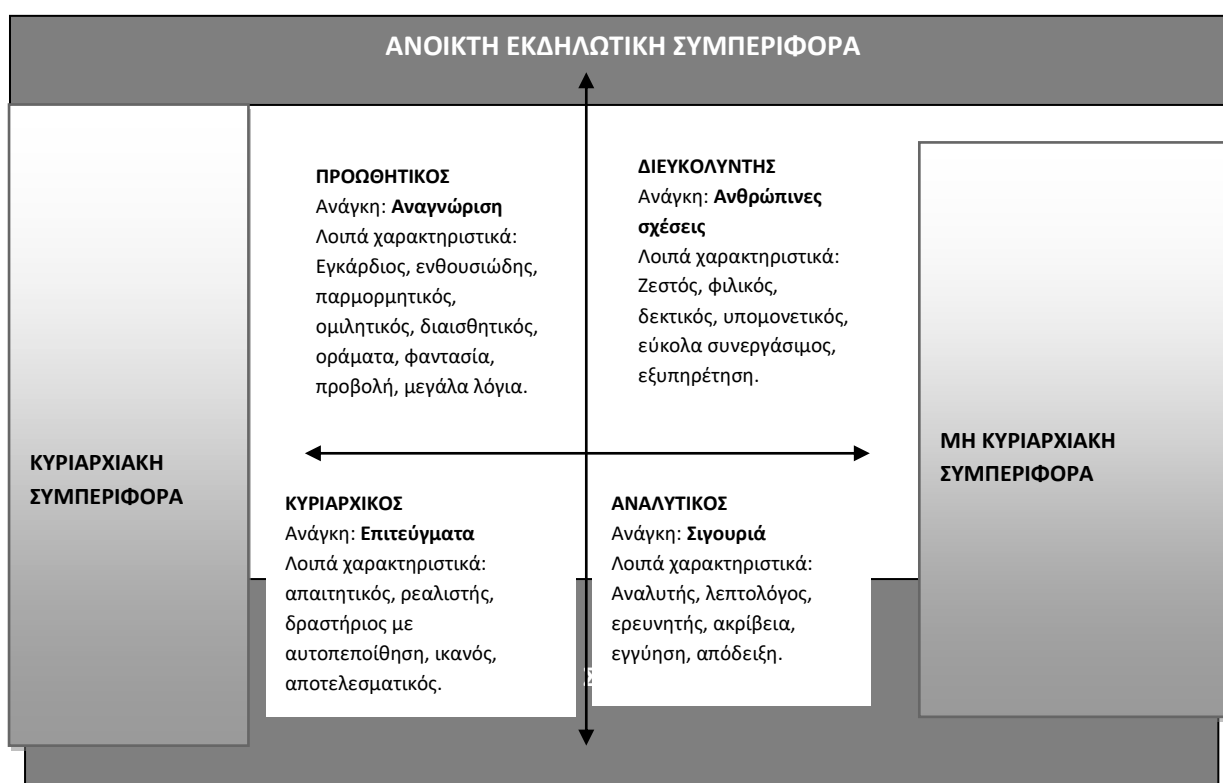 ΑΝΟΙΚΤΗ ΕΚΔΗΛΩΤΙΚΗ ΣΥΜΠΕΡΙΦΟΡΑ
ΠΡΟΩΘΗΤΙΚΟΣ
Ανάγκη: Αναγνώριση
Λοιπά χαρακτηριστικά:
Εγκάρδιος, ενθουσιώδης,
παρμορμητικός,
ομιλητικός, διαισθητικός,
οράματα, φαντασία,
προβολή, μεγάλα λόγια.
ΔΙΕΥΚΟΛΥΝΤΗΣ
Ανάγκη: Ανθρώπινες
σχέσεις
Λοιπά χαρακτηριστικά:
Ζεστός, φιλικός,
δεκτικός, υπομονετικός,
εύκολα συνεργάσιμος,
εξυπηρέτηση.
ΚΥΡΙΑΡΧΙΑΚΗ
ΣΥΜΠΕΡΙΦΟΡΑ
ΜΗ ΚΥΡΙΑΡΧΙΑΚΗ
ΣΥΜΠΕΡΙΦΟΡΑ
ΚΥΡΙΑΡΧΙΚΟΣ
Ανάγκη: Επιτεύγματα
Λοιπά χαρακτηριστικά:
απαιτητικός, ρεαλιστής,
δραστήριος με
αυτοπεποίθηση, ικανός,
αποτελεσματικός.
ΑΝΑΛΥΤΙΚΟΣ
Ανάγκη: Σιγουριά
Λοιπά χαρακτηριστικά:
Αναλυτής, λεπτολόγος,
ερευνητής, ακρίβεια,
εγγύηση, απόδειξη.